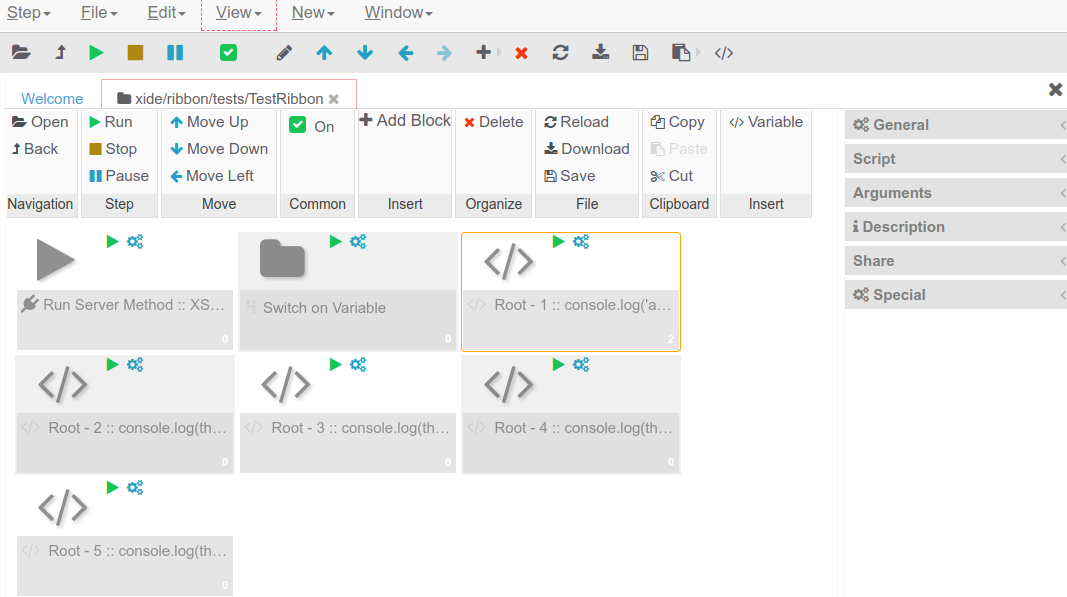 Step File Edit View New Window
Welcome xide/ribbon/tests/TestRibbon
Open Run Move Up On Add Block Delete Reload Copy Variable
Back Stop Move Down Download Paste
Pause Move Left Save Cut
Navigation Step Move Common Insert Organize File Clipboard Insert
General
Script
Arguments
Description
Share
Special
Run Server Method :: XS... Switch on Variable Root - 1 :: console.log('a...
0 0 2
Root - 2 :: console.log(th... Root - 3 :: console.log(th... Root - 4 :: console.log(th...
0 0 0
Root - 5 :: console.log(th...
0